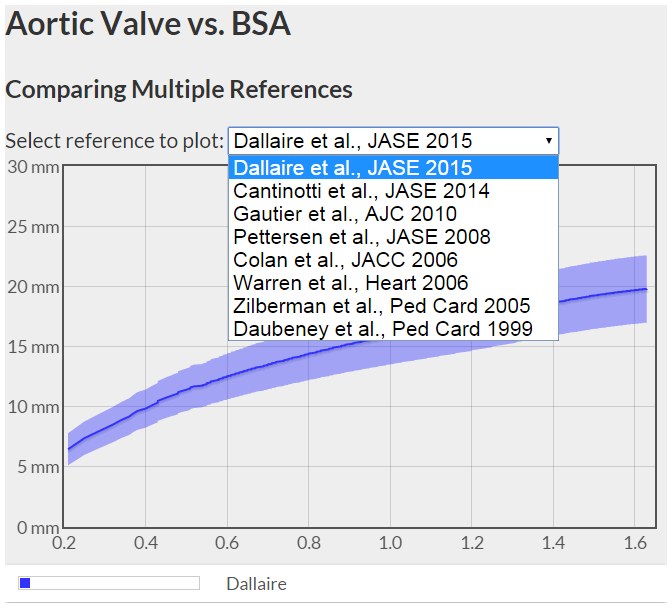 Aortic Valve vs. BSA
Comparing Multiple References
Select reference to plot: Dallaire et al., JASE 2015
Dallaire et al., JASE 2015
Cantinotti et al., JASE 2014
Gautier et al., AJC 2010
Pettersen et al., JASE 2008
Colan et al., JACC 2006
Warren et al., Heart 2006
Zilberman et al., Ped Card 2005
Daubeney et al., Ped Card 1999
30 mm
25 mm
20 mm
15 mm
10 mm
5 mm
0 mm
0.2 0.4 0.6 0.8 1.0 1.2 1.4 1.6
Dallaire